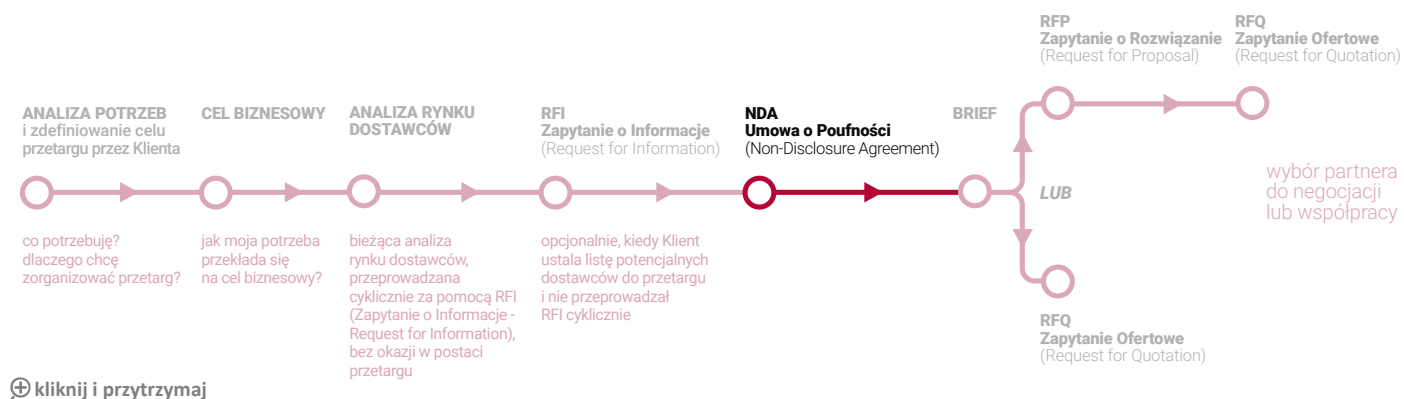 RFP
Zapytanie o Rozwiązanie
(Request for Proposal)
RFQ
Zapytanie Ofertowe
(Request for Quotation)
ANALIZA POTRZEB
i zdefiniowanie celu
przetargu przez Klienta
CEL BIZNESOWY
ANALIZA RYNKU
DOSTAWCÓW
RFI
Zapytanie o Informacje
(Request for Information)
NDA
Umowa o Poufności
(Non-Disclosure Agreement)
BRIEF
LUB
wybór partnera
do negocjacji
lub współpracy
co potrzebuję?
dlaczego chcę
zorganizować przetarg?
jak moja potrzeba
przekłada się
na cel biznesowy?
bieżąca analiza
rynku dostawców,
przeprowadzana
cyklicznie za pomocą RFI
(Zapytanie o Informacje -
Request for Information),
bez okazji w postaci
przetargu
opcjonalnie, kiedy Klient
ustala listę potencjalnych
dostawców do przetargu
i nie przeprowadzał
RFI cyklicznie
RFQ
Zapytanie Ofertowe
(Request for Quotation)
kliknij i przytrzymaj